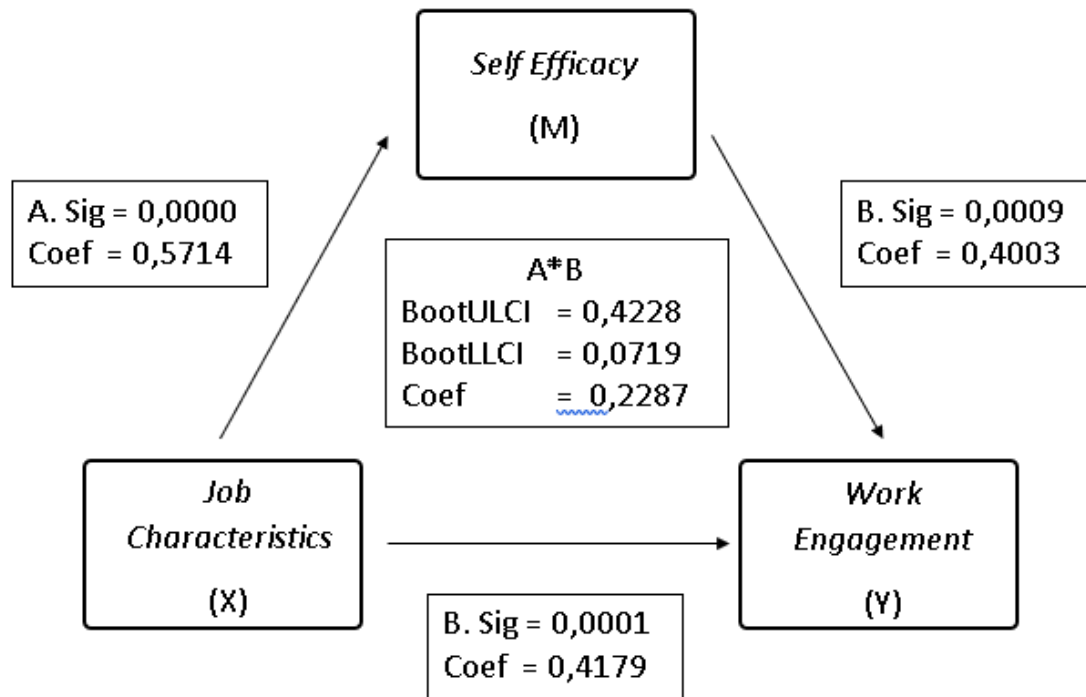 Self Efficacy
(M)
A. Sig = 0,0000
Coef = 0,5714
B. Sig = 0,0009
Coef = 0,4003
A*B
BootULCI = 0,4228
BootLLCI = 0,0719
Coef = 0,2287
Job
Characteristics
(X)
Work
Engagement
(Y)
B. Sig = 0,0001
Coef = 0,4179